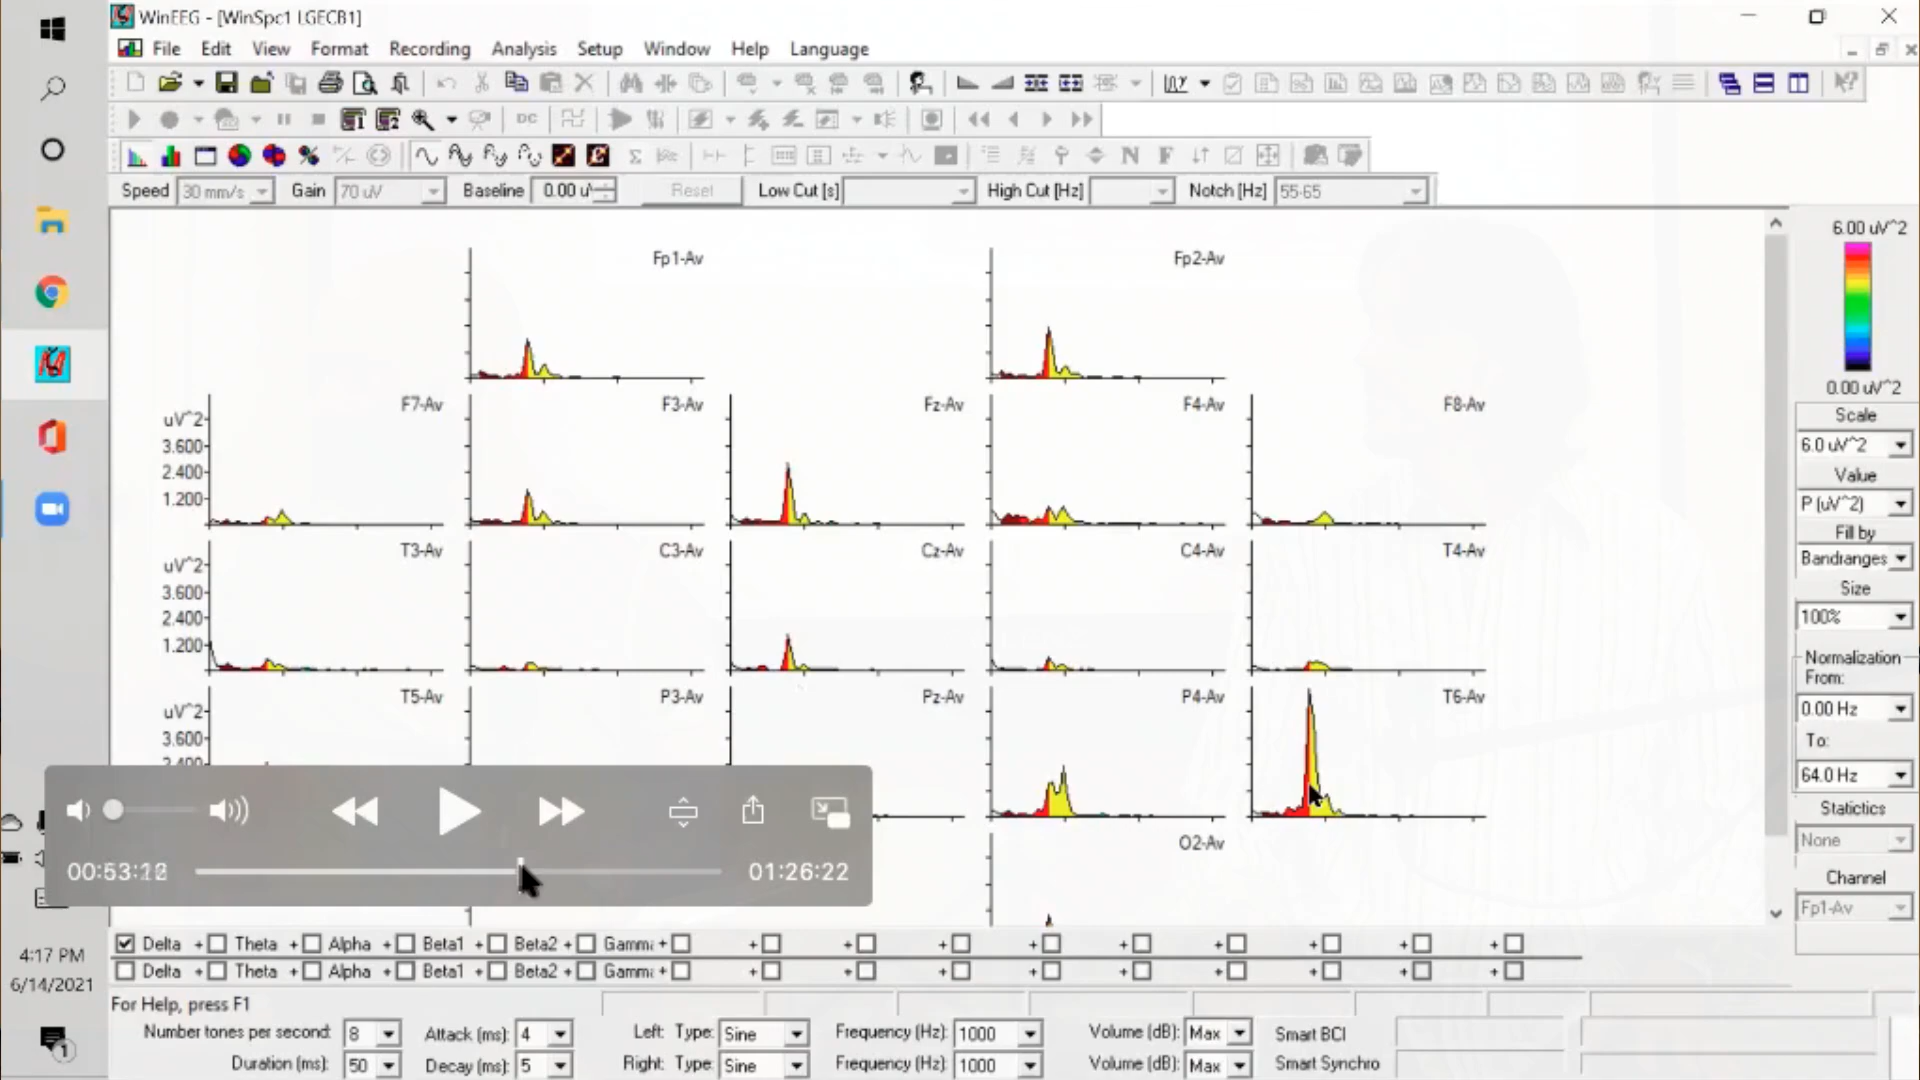 WinEEG - [WinSpc1 LGECB1]
File Edit View Format Recording Analysis Setup Window Help Language
DC
Speed 30 mm/s Gain 70 uV Baseline 0.00 u Reset Low Cut [s] High Cut [Hz] Notch [Hz] 55-65
6.00 uV^2
0.00 uV^2
Scale
6.0 uV^2
Value
P (uV^2)
Fill by
Bandranges
Size
100%
Normalization
From:
0.00 Hz
To:
64.0 Hz
Statictics
None
Channel
Fp1-Av
Fp1-Av Fp2-Av
F7-Av F3-Av Fz-Av F4-Av F8-Av
uV^2
3.600
2.400
1.200
T3-Av C3-Av Cz-Av C4-Av T4-Av
uV^2
3.600
2.400
1.200
T5-Av P3-Av Pz-Av P4-Av T6-Av
uV^2
3.600
2.400
O2-Av
01:26:22
Delta + Theta + Alpha + Beta1 + Beta2 + Gamm + + + + + + + + + +
Delta + Theta + Alpha + Beta1 + Beta2 + Gamm + + + + + + + + + +
4:17 PM
6/14/2021
1
For Help, press F1
Number tones per second: 8 Attack (ms): 4 Left: Type: Sine Frequency (Hz): 1000 Volume (dB): Max Smart BCI
Duration (ms): 50 Decay (ms): 5 Right: Type: Sine Frequency (Hz): 1000 Volume (dB): Max Smart Synchro